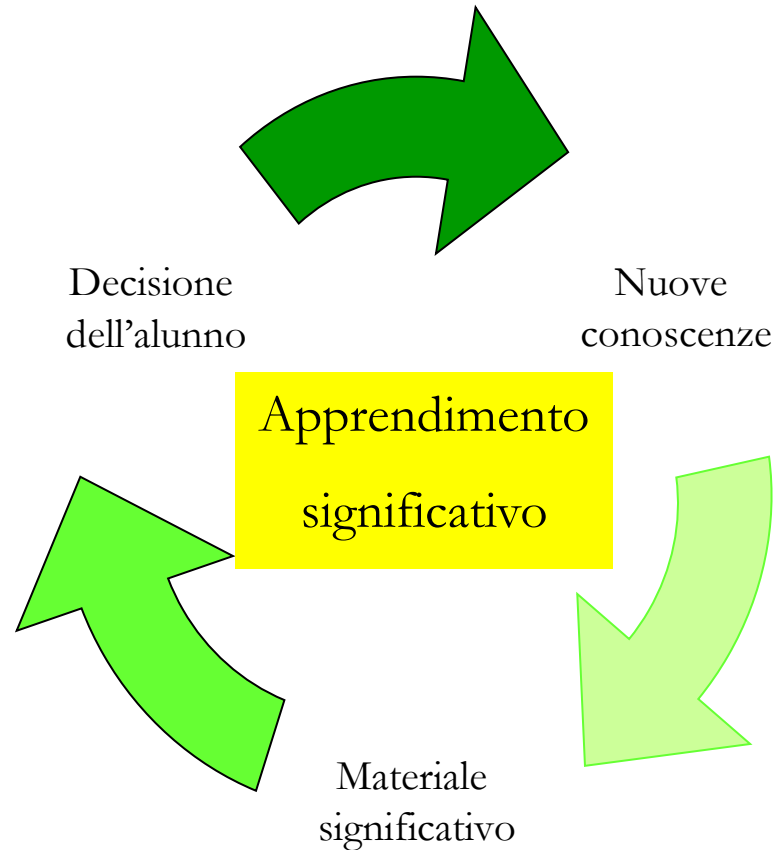 Decisione
dell’alunno
Nuove
conoscenze
Apprendimento
significativo
Materiale
significativo